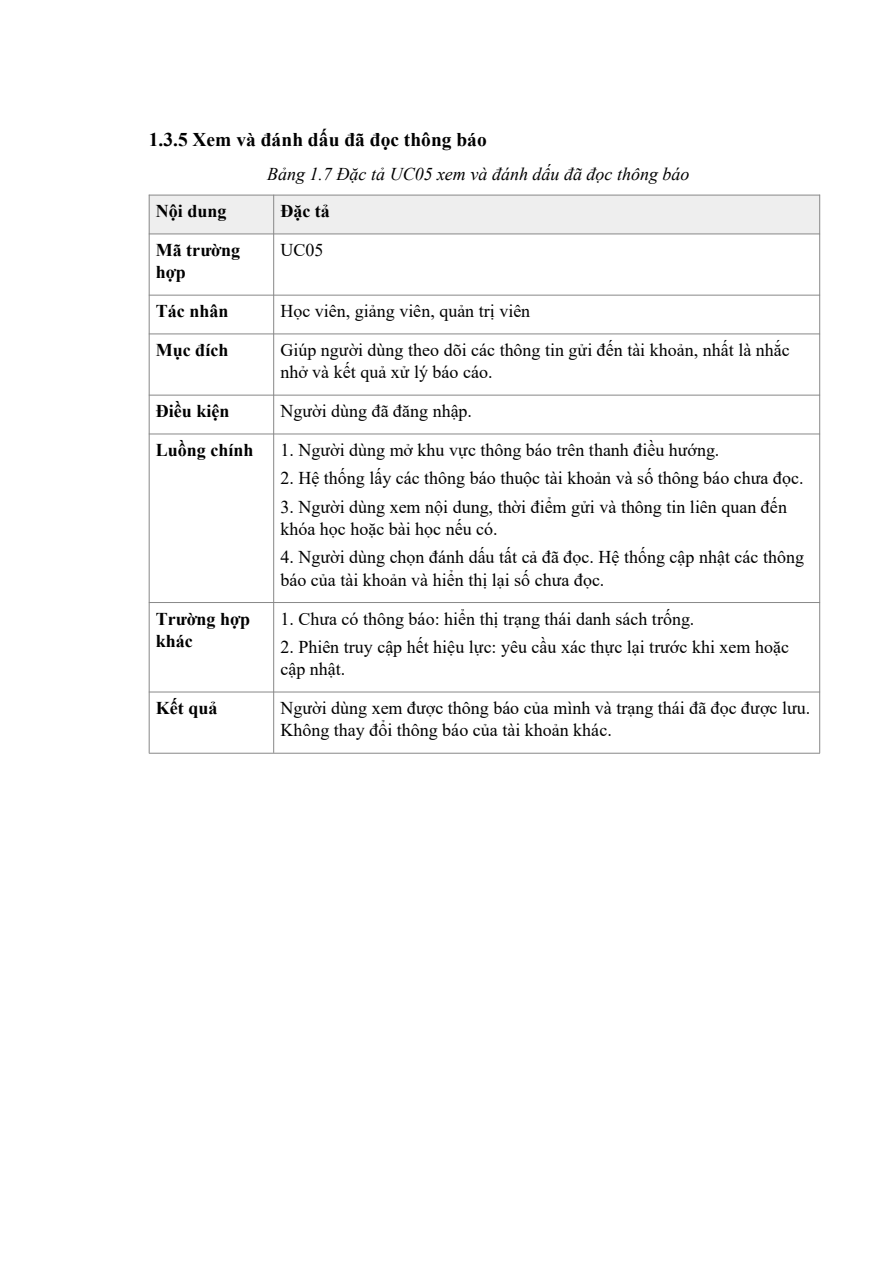 1.3.5 Xem và đánh dấu đã đọc thông báo
Bảng 1.7 Đặc tả UC05 xem và đánh dấu đã đọc thông báo
Nội dung
Đặc tả
Mã trường
hợp
UC05
Tác nhân
Học viên, giảng viên, quản trị viên
Mục đích
Giúp người dùng theo dõi các thông tin gửi đến tài khoản, nhất là nhắc
nhở và kết quả xử lý báo cáo.
Điều kiện
Người dùng đã đăng nhập.
Luồng chính
1. Người dùng mở khu vực thông báo trên thanh điều hướng.
2. Hệ thống lấy các thông báo thuộc tài khoản và số thông báo chưa đọc.
3. Người dùng xem nội dung, thời điểm gửi và thông tin liên quan đến
khóa học hoặc bài học nếu có.
4. Người dùng chọn đánh dấu tất cả đã đọc. Hệ thống cập nhật các thông
báo của tài khoản và hiển thị lại số chưa đọc.
Trường hợp
khác
1. Chưa có thông báo: hiển thị trạng thái danh sách trống.
2. Phiên truy cập hết hiệu lực: yêu cầu xác thực lại trước khi xem hoặc
cập nhật.
Kết quả
Người dùng xem được thông báo của mình và trạng thái đã đọc được lưu.
Không thay đổi thông báo của tài khoản khác.